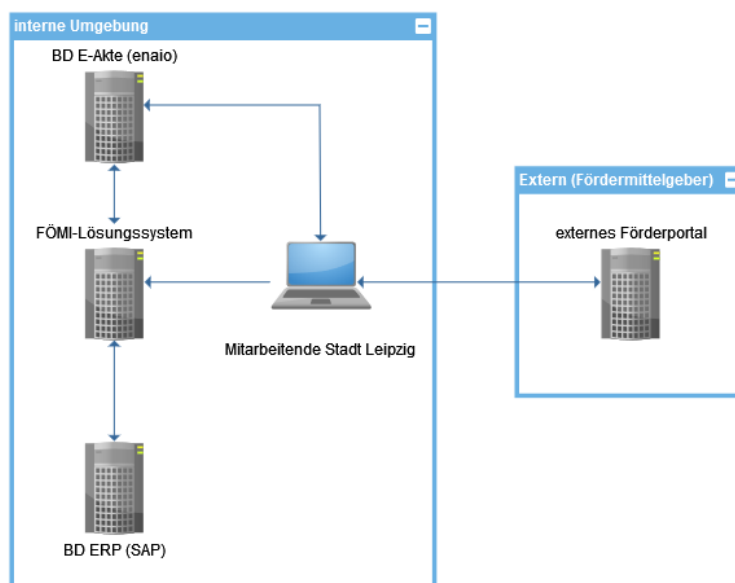 interne Umgebung
BD E-Akte (enaio)
Extern (Fördermittelgeber)
FÖMI-Lösungssystem
externes Förderportal
Mitarbeitende Stadt Leipzig
BD ERP (SAP)